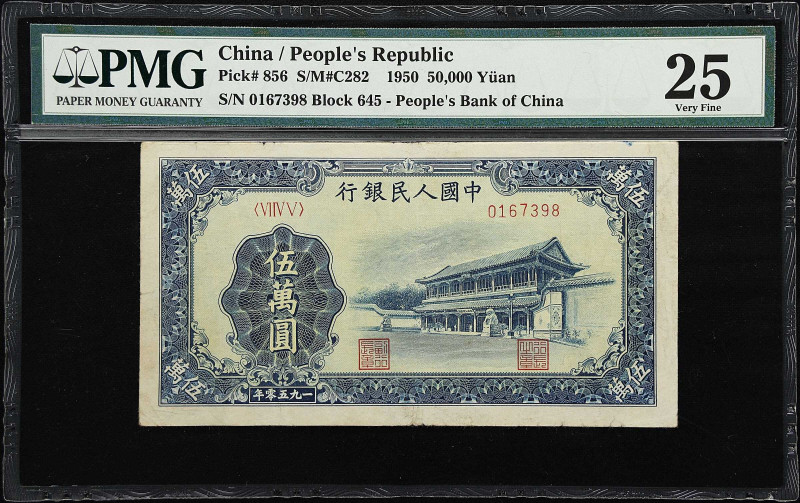 PMG
PAPER MONEY GUARANTY
China / People's Republic
Pick# 856 S/M#C282 1950 50,000 Yüan
S/N 0167398 Block 645 - People's Bank of China
25
Very Fine
伍萬
伍萬
中國人民銀行
〈VIIVV〉
0167398
伍萬圓
伍萬
伍萬
一九五零年